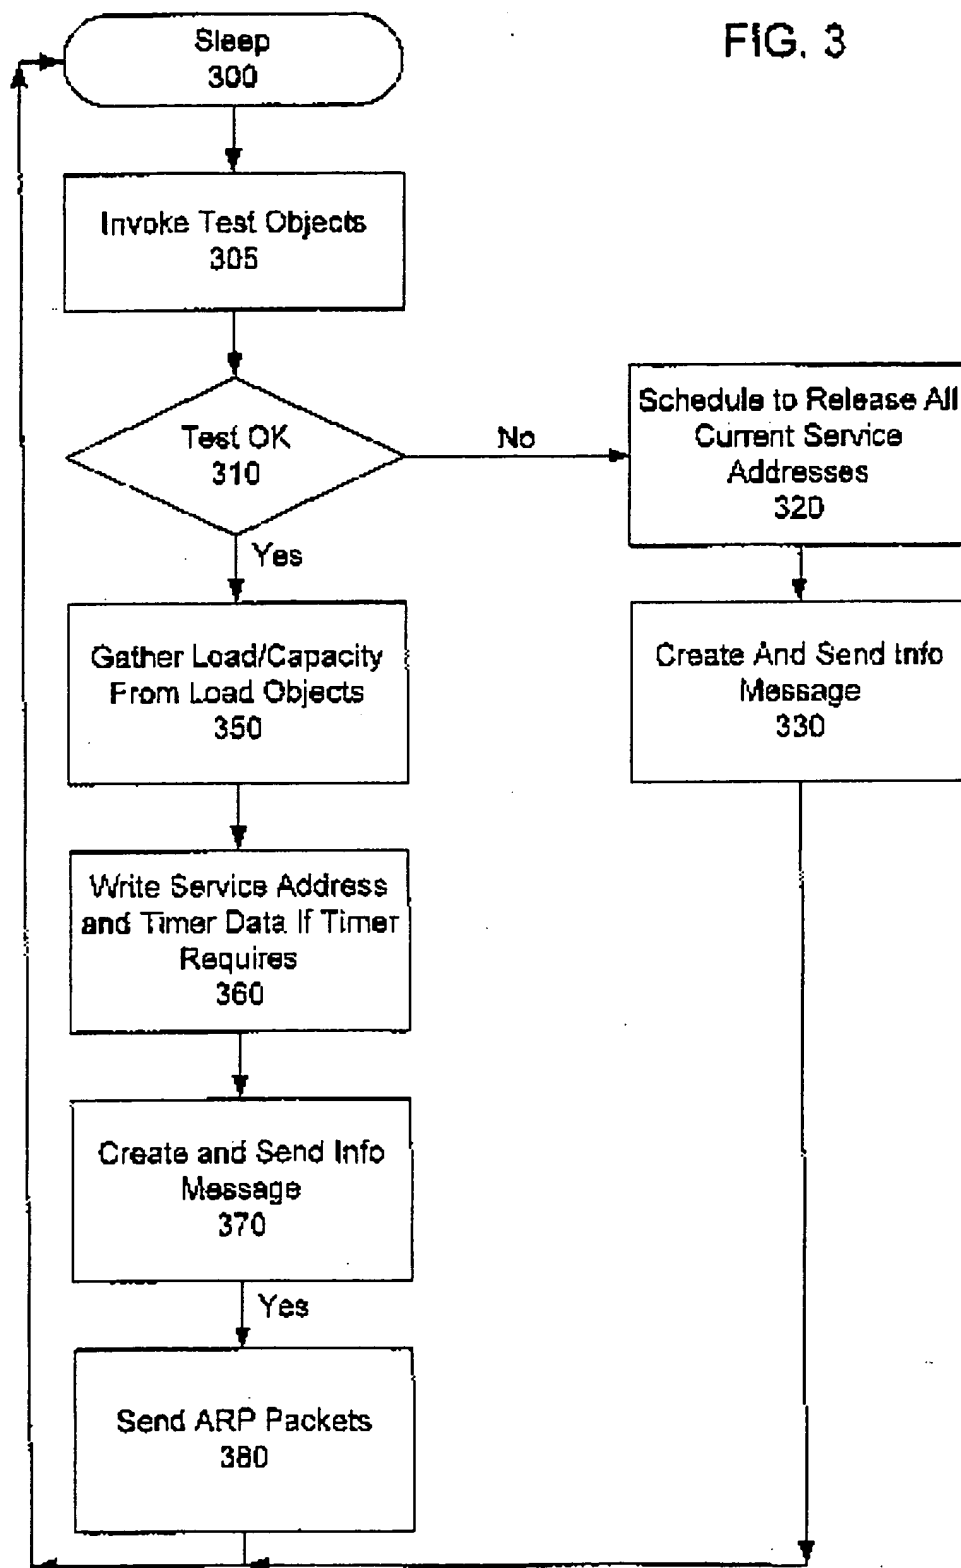 FIG. 3
Sleep
300
Invoke Test Objects
305
Test OK
310
No
Yes
Schedule to Release All
Current Service
Addresses
320
Create And Send Info
Message
330
Gather Load/Capacity
From Load Objects
350
Write Service Address
and Timer Data If Timer
Requires
360
Create and Send Info
Message
370
Yes
Send ARP Packets
380